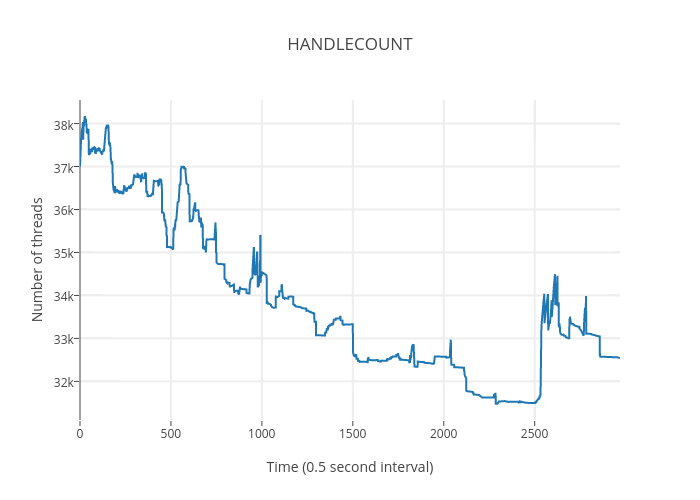 HANDLECOUNT
Number of threads
38k
37k
36k
35k
34k
33k
32k
0 500 1000 1500 2000 2500
Time (0.5 second interval)